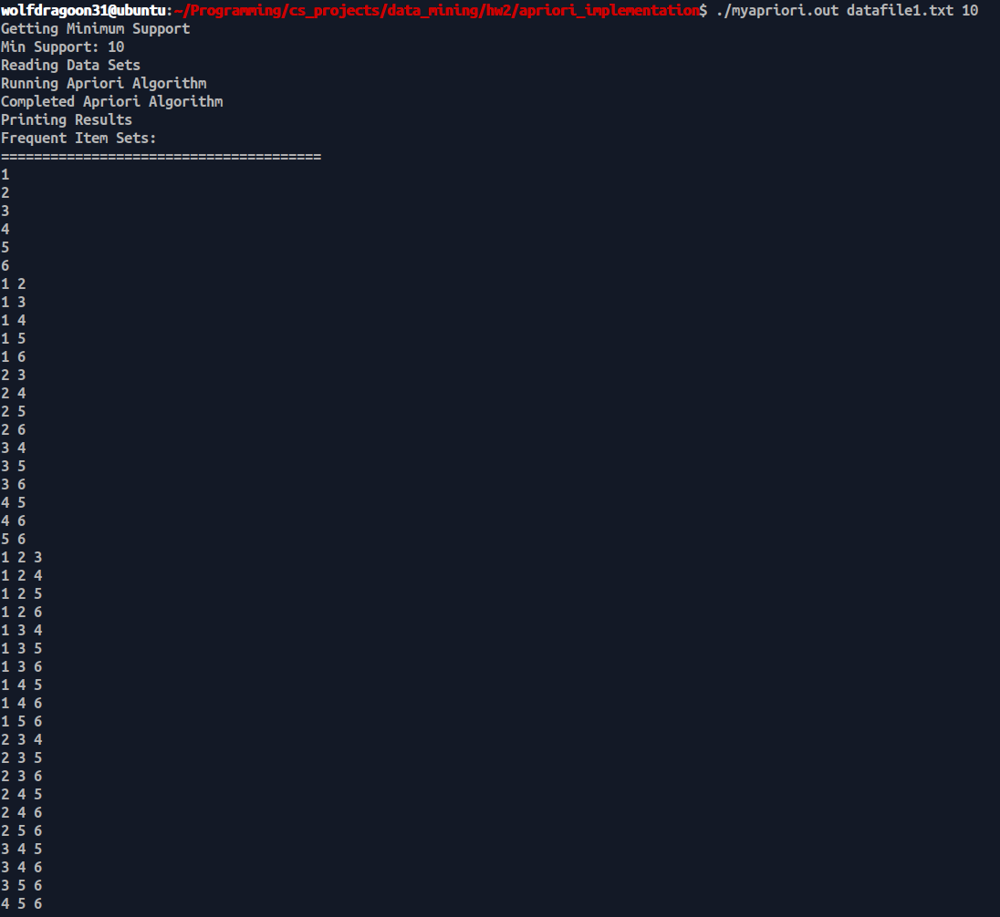 wolfdragoon31@ubuntu:~/Programming/cs_projects/data_mining/hw2/apriori_implementation$ ./myapriori.out datafile1.txt 10
Getting Minimum Support
Min Support: 10
Reading Data Sets
Running Apriori Algorithm
Completed Apriori Algorithm
Printing Results
Frequent Item Sets:
=======================================
1
2
3
4
5
6
1 2
1 3
1 4
1 5
1 6
2 3
2 4
2 5
2 6
3 4
3 5
3 6
4 5
4 6
5 6
1 2 3
1 2 4
1 2 5
1 2 6
1 3 4
1 3 5
1 3 6
1 4 5
1 4 6
1 5 6
2 3 4
2 3 5
2 3 6
2 4 5
2 4 6
2 5 6
3 4 5
3 4 6
3 5 6
4 5 6